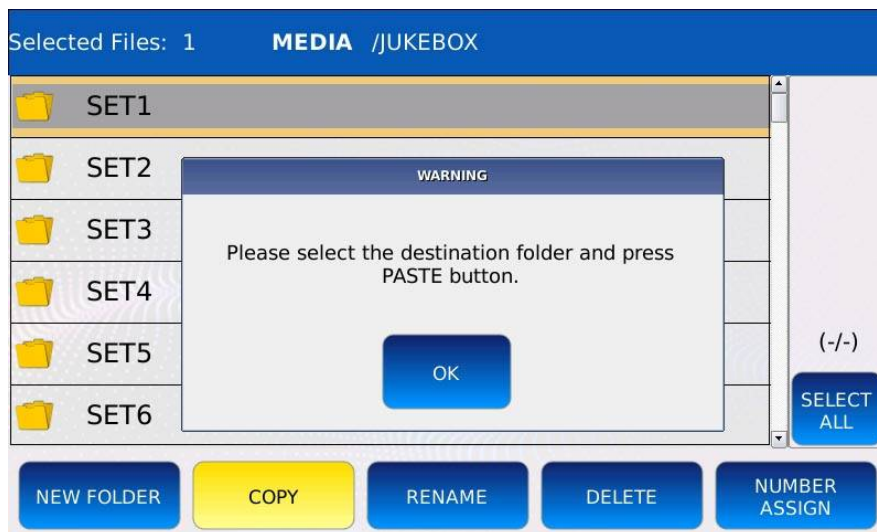 Selected Files: 1 MEDIA /JUKEBOX
SET1
SET2
SET3
SET4
SET5
SET6
WARNING
Please select the destination folder and press
PASTE button.
OK
(-/-)
SELECT
ALL
NEW FOLDER
COPY
RENAME
DELETE
NUMBER
ASSIGN